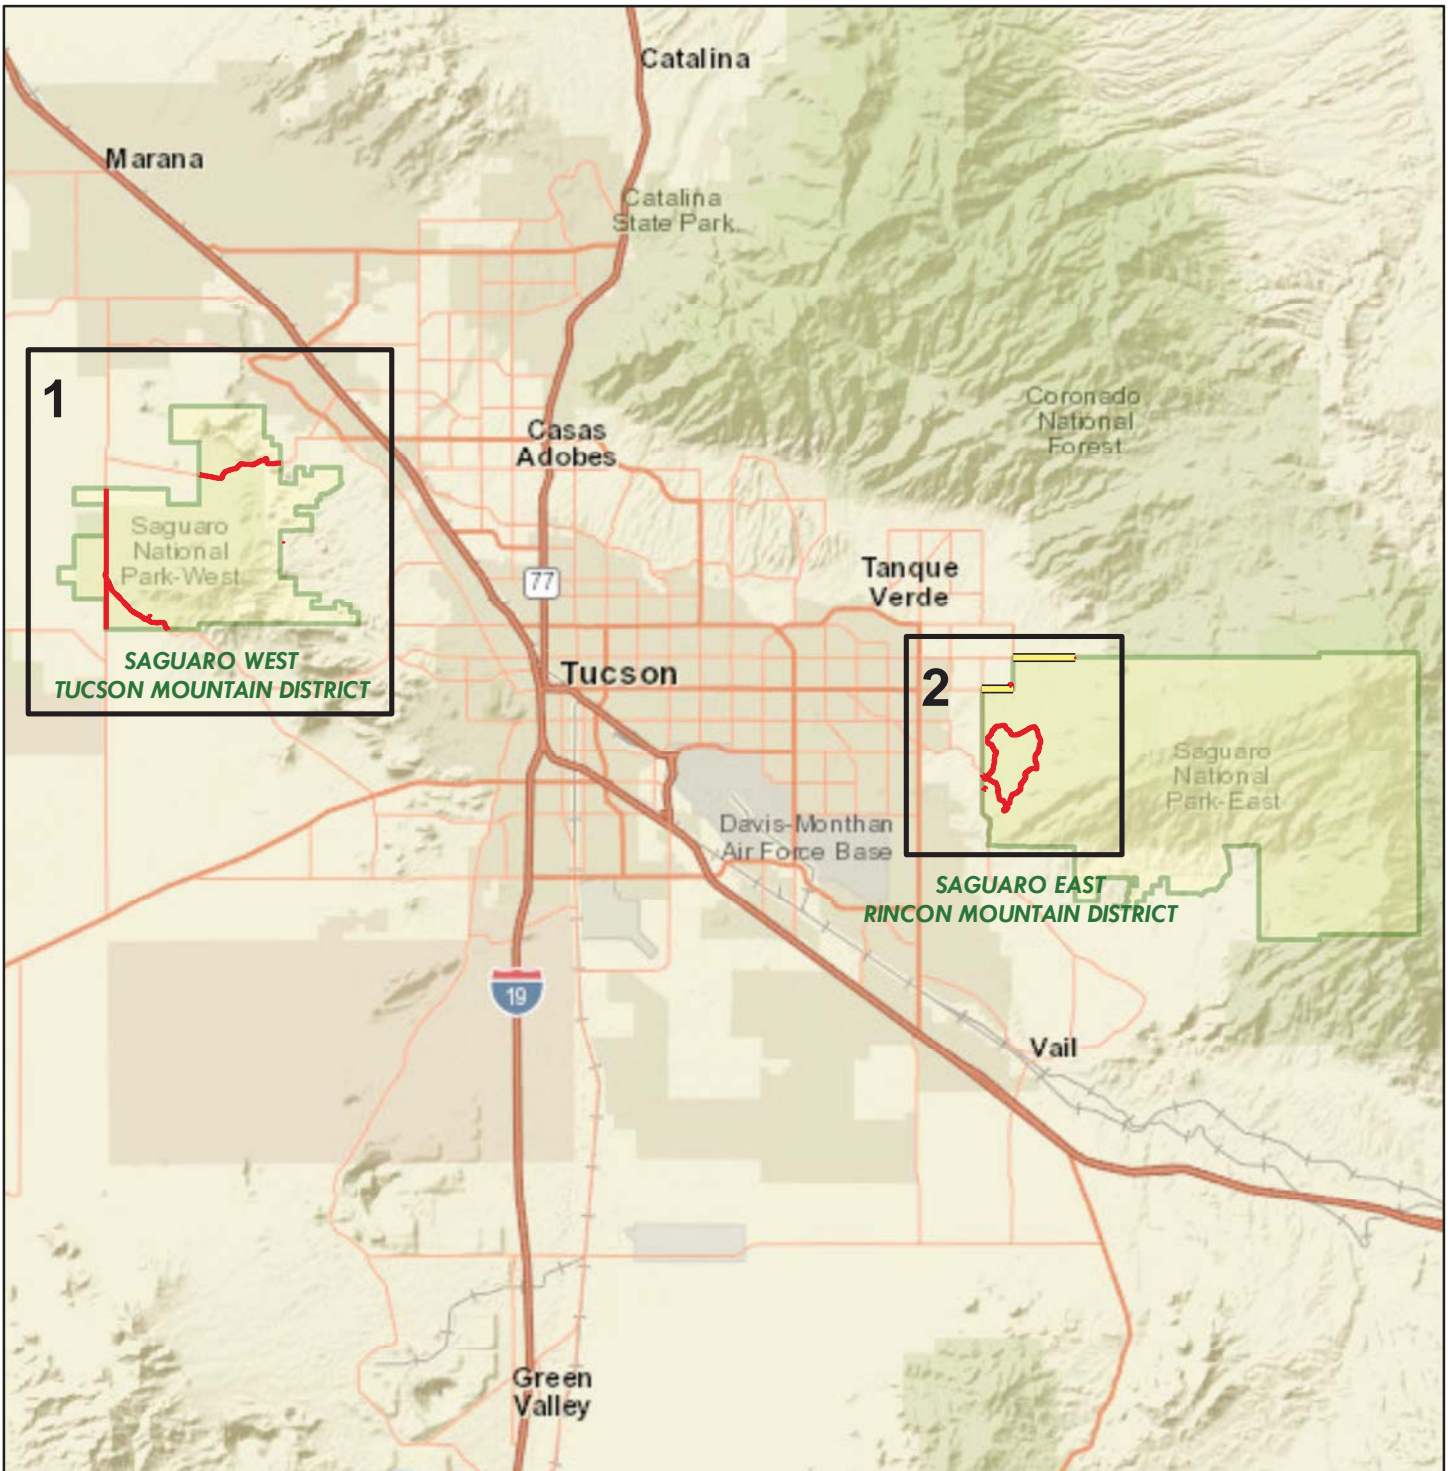 Catalina
Marana
Catalina
State Park
1
Coronado
National
Forest
Casas
Adobes
Saguaro
National
Park-West
77
Tanque
Verde
SAGUARO WEST
TUCSON MOUNTAIN DISTRICT
Tucson
2
Saguaro
National
Park-East
Davis-Monthan
Air Force Base
SAGUARO EAST
RINCON MOUNTAIN DISTRICT
19
Vail
Green
Valley